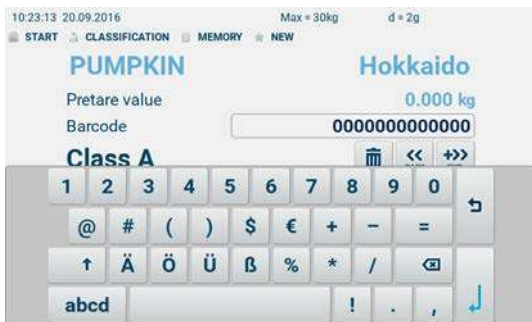 10:23:13 20.09.2016 Max = 30kg d = 2g
START CLASSIFICATION MEMORY NEW
PUMPKIN Hokkaido
Pretare value 0.000 kg
Barcode 0000000000000
Class A << +>>
1 2 3 4 5 6 7 8 9 0
@ # ( ) $ € + − =
↑ Ä Ö Ü ß % * /
abcd ! . ,